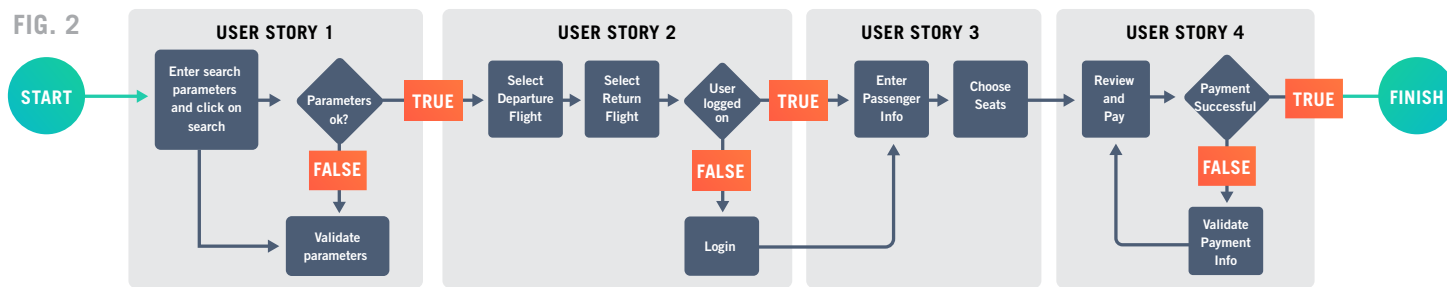 FIG. 2
START
USER STORY 1
Enter search
parameters
and click on
search
Parameters
ok?
TRUE
FALSE
Validate
parameters
USER STORY 2
Select
Departure
Flight
Select
Return
Flight
User
logged
on
TRUE
FALSE
Login
USER STORY 3
Enter
Passenger
Info
Choose
Seats
USER STORY 4
Review
and
Pay
Payment
Successful
TRUE
FALSE
Validate
Payment
Info
FINISH